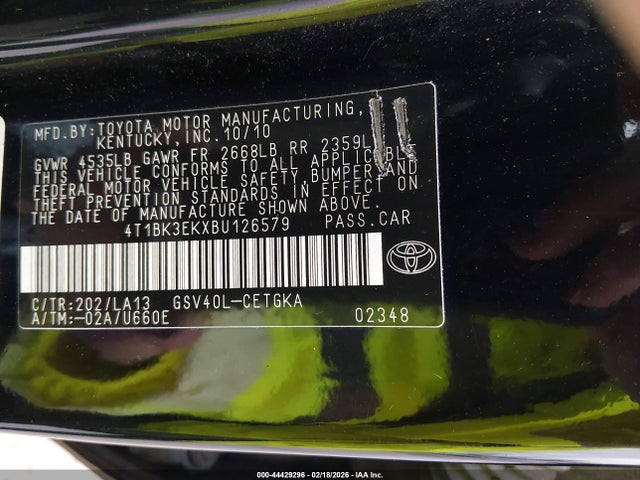 MFD.BY:TOYOTA MOTOR MANUFACTURING,
KENTUCKY, INC. 10/10
GVWR 4535LB GAWR FR 2668LB RR 2359L
THIS VEHICLE CONFORMS TO ALL APPLICABLE
FEDERAL MOTOR VEHICLE SAFETY, BUMPER, AND
THEFT PREVENTION STANDARDS IN EFFECT ON
THE DATE OF MANUFACTURE SHOWN ABOVE.
4T1BK3EKXBU126579 PASS.CAR
C/TR:202/LA13 GSV40L-CETGKA
A/TM:-02A/U660E 02348
11
000-44429296 - 02/18/2026 - IAA Inc.